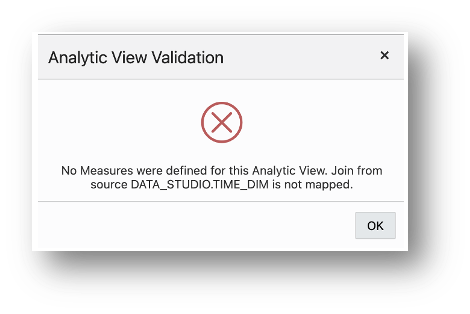 Analytic View Validation
×
No Measures were defined for this Analytic View. Join from
source DATA_STUDIO.TIME_DIM is not mapped.
OK